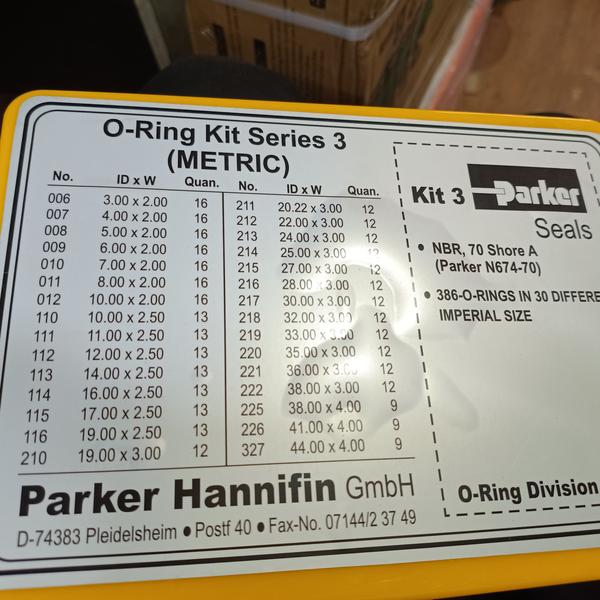 O-Ring Kit Series 3
(METRIC)
No. ID x W Quan. No. ID x W Quan.
006 3.00 x 2.00 16 211 20.22 x 3.00 12
007 4.00 x 2.00 16 212 22.00 x 3.00 12
008 5.00 x 2.00 16 213 24.00 x 3.00 12
009 6.00 x 2.00 16 214 25.00 x 3.00 12
010 7.00 x 2.00 16 215 27.00 x 3.00 12
011 8.00 x 2.00 16 216 28.00 x 3.00 12
012 10.00 x 2.00 16 217 30.00 x 3.00 12
110 10.00 x 2.50 13 218 32.00 x 3.00 12
111 11.00 x 2.50 13 219 33.00 x 3.00 12
112 12.00 x 2.50 13 220 35.00 x 3.00 12
113 14.00 x 2.50 13 221 36.00 x 3.00 12
114 16.00 x 2.50 13 222 38.00 x 3.00 12
115 17.00 x 2.50 13 225 38.00 x 4.00 9
116 19.00 x 2.50 13 226 41.00 x 4.00 9
210 19.00 x 3.00 12 327 44.00 x 4.00 9
Parker Hannifin GmbH
D-74383 Pleidelsheim ● Postf 40 ● Fax-No. 07144/2 37 49
Kit 3 Parker
Seals
• NBR, 70 Shore A
(Parker N674-70)
• 386-O-RINGS IN 30 DIFFERE
IMPERIAL SIZE
O-Ring Division